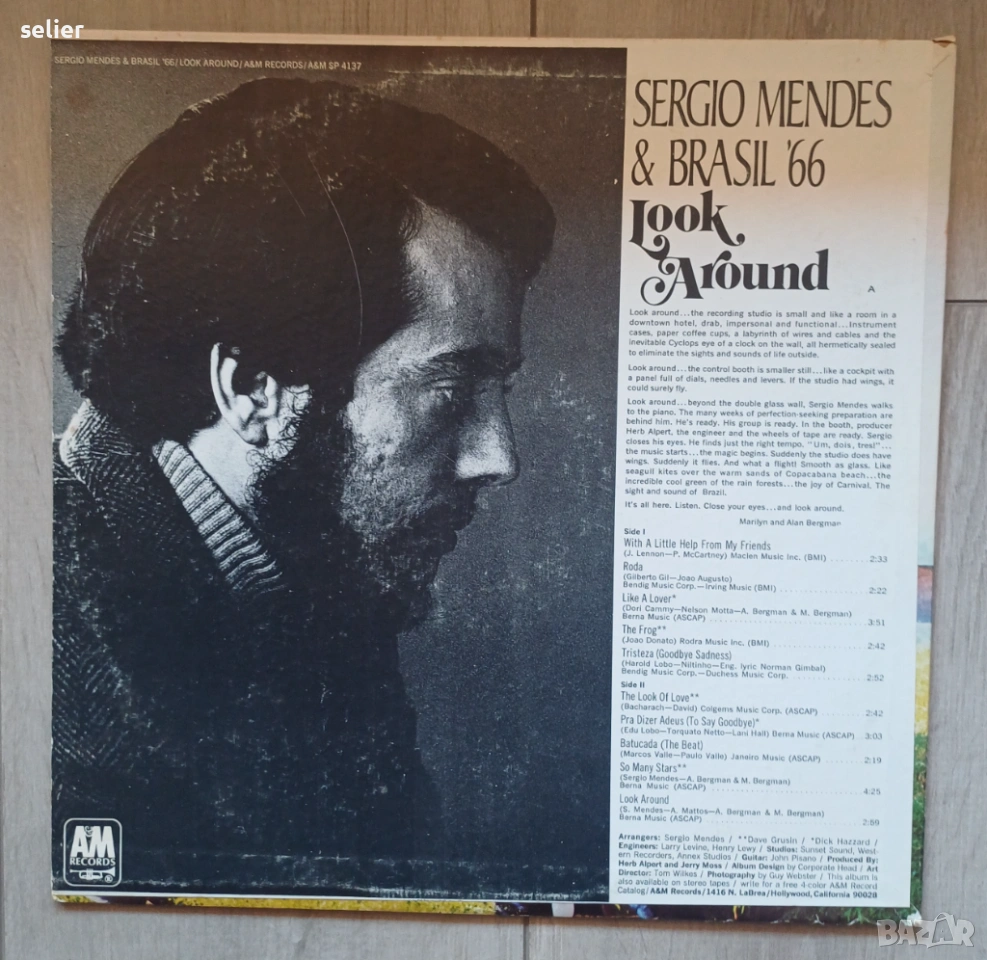 selier
SERGIO MENDES & BRASIL '66/LOOK AROUND/A&M RECORDS/A&M SP 4137
SERGIO MENDES
& BRASIL '66
Look
Around
A
Look around...the recording studio is small and like a room in a
downtown hotel, drab, impersonal and functional...Instrument
cases, paper coffee cups, a labyrinth of wires and cables and the
inevitable Cyclops eye of a clock on the wall, all hermetically sealed
to eliminate the sights and sounds of life outside.
Look around...the control booth is smaller still...like a cockpit with
a panel full of dials, needles and levers. If the studio had wings, it
could surely fly.
Look around...beyond the double glass wall, Sergio Mendes walks
to the piano. The many weeks of perfection-seeking preparation are
behind him. He's ready. His group is ready. In the booth, producer
Herb Alpert, the engineer and the wheels of tape are ready. Sergio
closes his eyes. He finds just the right tempo. "Um, dois, tres!"...
the music starts...the magic begins. Suddenly the studio does have
wings. Suddenly it flies. And what a flight! Smooth as glass. Like
seagull kites over the warm sands of Copacabana beach...the
incredible cool green of the rain forests...the joy of Carnival. The
sight and sound of Brazil.
It's all here. Listen. Close your eyes...and look around.
Marilyn and Alan Bergman
Side I
With A Little Help From My Friends
(J. Lennon—P. McCartney) Maclen Music Inc. (BMI) ........ 2:33
Roda
(Gilberto Gil—Joao Augusto)
Bendig Music Corp.—Irving Music (BMI) ........ 2:22
Like A Lover*
(Dori Cammy—Nelson Motta—A. Bergman & M. Bergman)
Berna Music (ASCAP) ........ 3:51
The Frog**
(Joao Donato) Rodra Music Inc. (BMI) ........ 2:42
Tristeza (Goodbye Sadness)
(Harold Lobo—Niltinho—Eng. lyric Norman Gimbal)
Bendig Music Corp.—Duchess Music Corp. ........ 2:52
Side II
The Look Of Love**
(Bacharach—David) Colgems Music Corp. (ASCAP) ........ 2:42
Pra Dizer Adeus (To Say Goodbye)*
(Edu Lobo—Torquato Natto—Lani Hall) Berna Music (ASCAP) 3:03
Batucada (The Beat)
(Marcos Valle—Paulo Valle) Janeiro Music (ASCAP) ........ 2:19
So Many Stars**
(Sergio Mendes—A. Bergman & M. Bergman)
Berna Music (ASCAP) ........ 4:25
Look Around
(S. Mendes—A. Mattos—A. Bergman & M. Bergman)
Barna Music (ASCAP) ........ 2:59
Arrangers: Sergio Mendes / **Dave Grusin / *Dick Hazzard /
Engineers: Larry Levine, Henry Lewy / Studios: Sunset Sound, West-
ern Recorders, Annex Studios / Guitar: John Pisano / Produced By:
Herb Alpert and Jerry Moss / Album Design by Corporate Head / Art
Director: Tom Wilkes / Photography by Guy Webster / This album is
also available on stereo tapes / write for a free 4-color A&M Record
Catalog/A&M Records/1416 N. LaBrea/Hollywood, California 90028
A&M
RECORDS
BAZAR